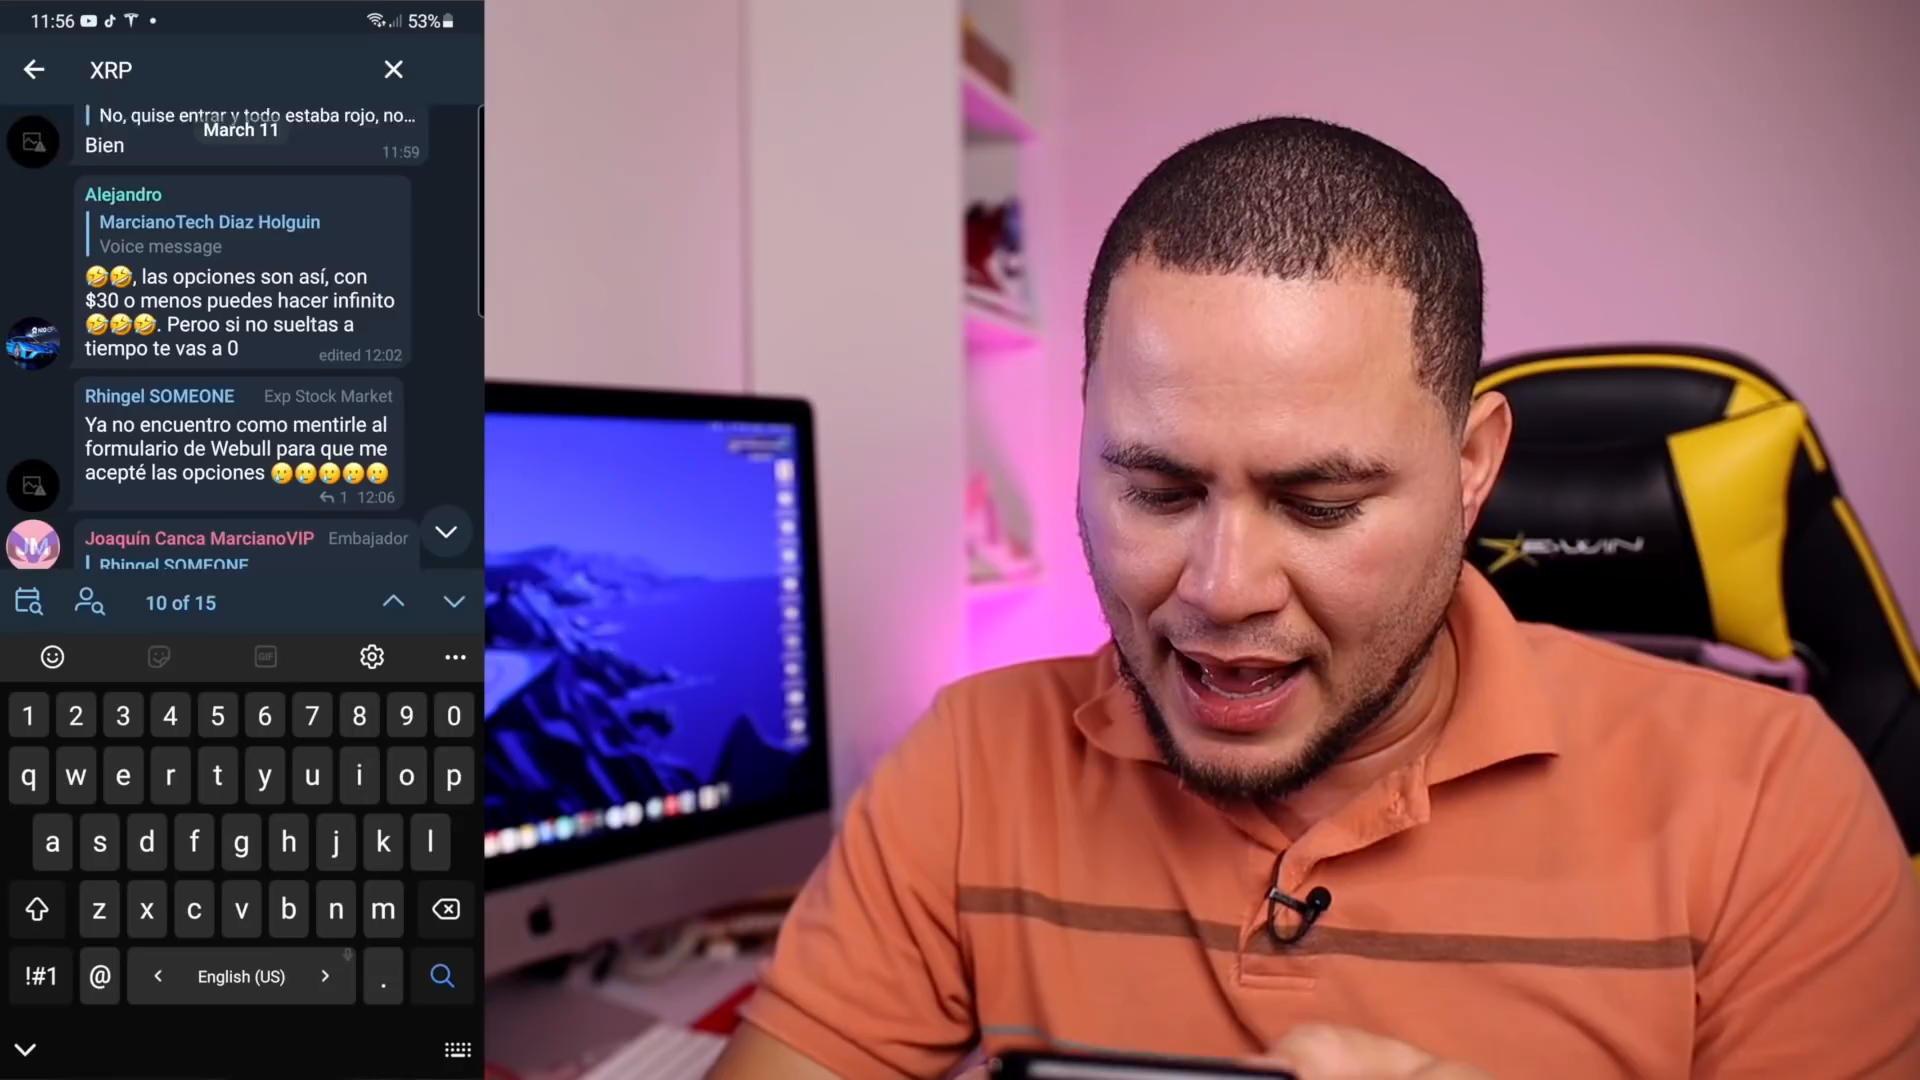 11:56
53%
XRP
No, quise entrar y todo estaba rojo, no...
March 11
Bien
11:59
Alejandro
MarcianoTech Diaz Holguin
Voice message
🤣🤣, las opciones son así, con
$30 o menos puedes hacer infinito
🤣🤣🤣. Peroo si no sueltas a
tiempo te vas a 0
edited 12:02
Rhingel SOMEONE Exp Stock Market
Ya no encuentro como mentirle al
formulario de Webull para que me
acepté las opciones 🥲🥲🥲🥲🥲
1 12:06
JM
Joaquín Canca MarcianoVIP Embajador
Rhingel SOMEONE
10 of 15
GIF
1 2 3 4 5 6 7 8 9 0
q w e r t y u i o p
a s d f g h j k l
z x c v b n m
!#1 @ < English (US) > .